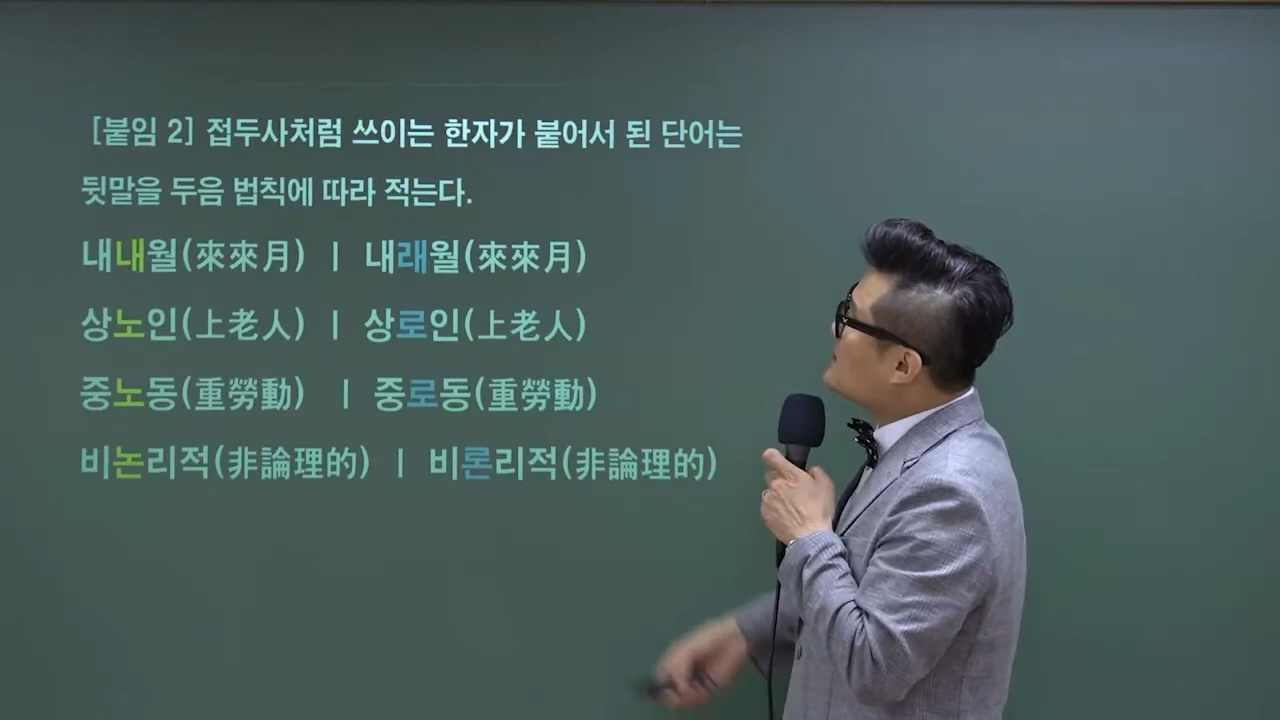 [붙임 2] 접두사처럼 쓰이는 한자가 붙어서 된 단어는
뒷말을 두음 법칙에 따라 적는다.
내내월(來來月) ㅣ 내래월(來來月)
상노인(上老人) ㅣ 상로인(上老人)
중노동(重勞動) ㅣ 중로동(重勞動)
비논리적(非論理的) ㅣ 비론리적(非論理的)